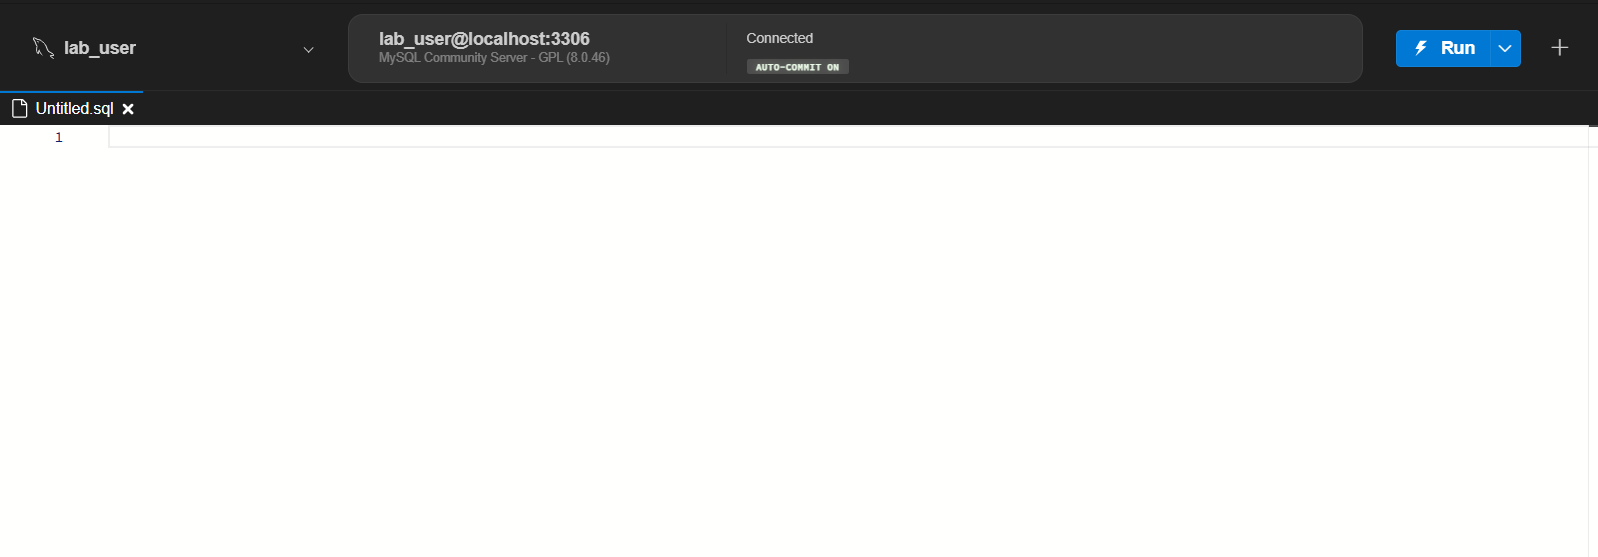 lab_user
lab_user@localhost:3306
MySQL Community Server - GPL (8.0.46)
Connected
AUTO-COMMIT ON
Run
Untitled.sql
1